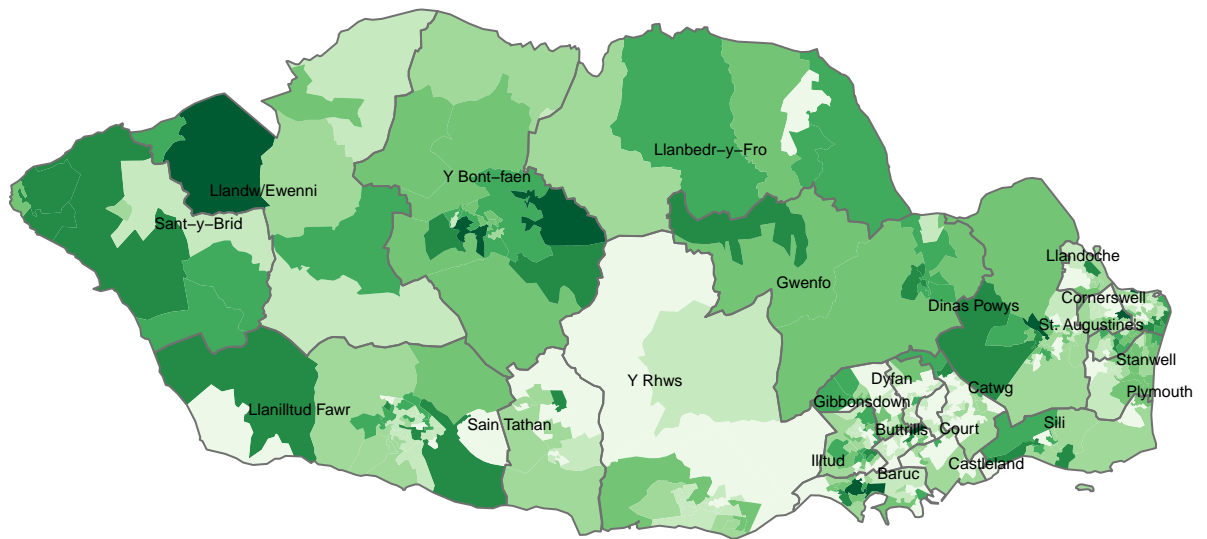 Llanbedr-y-Fro
Y Bont-faen
Llandw/Ewenni
Sant-y-Brid
Llandoche
Gwenfo
Cornerswell
Dinas Powys
St. Augustine's
Stanwell
Y Rhws
Dyfan
Catwg
Plymouth
Gibbonsdown
Llanilltud Fawr
Sain Tathan
Buttrills
Court
Sili
Illtud
Castleland
Baruc